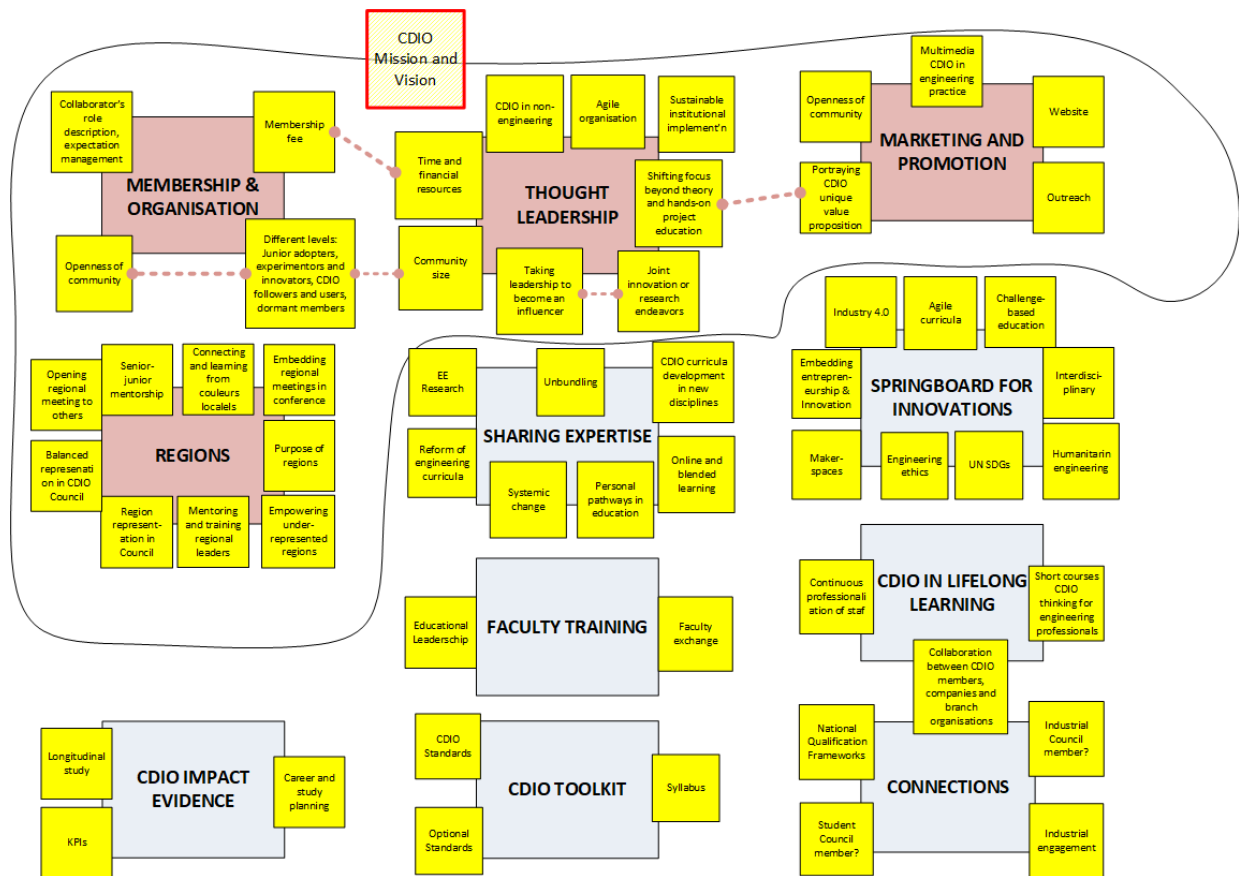 CDIO
Mission and
Vision
Collaborator's
role
description,
expectation
management
Membership
fee
MEMBERSHIP &
ORGANISATION
Openness of
community
Different levels:
Junior adopters,
experimentors and
innovators, CDIO
followers and users,
dormant members
CDIO in non-
engineering
Agile
organisation
Sustainable
institutional
implement'n
Time and
financial
resources
THOUGHT
LEADERSHIP
Shifting focus
beyond theory
and hands-on
project
education
Community
size
Taking
leadership to
become an
influencer
Joint
innovation or
research
endeavors
Multimedia
CDIO in
engineering
practice
Openness of
community
Website
MARKETING AND
PROMOTION
Portraying
CDIO
unique
value
proposition
Outreach
Opening
regional
meeting to
others
Senior-
junior
mentorship
Connecting
and learning
from
couleurs
localels
Embedding
regional
meetings in
conference
REGIONS
Purpose of
regions
Balanced
represenati
on in CDIO
Council
Region
represent-
ation in
Council
Mentoring
and training
regional
leaders
Empowering
under-
represented
regions
EE
Research
Unbundling
CDIO curricula
development in
new
disciplines
SHARING EXPERTISE
Reform of
engineering
curricula
Systemic
change
Personal
pathways in
education
Online and
blended
learning
Industry 4.0
Agile
curricula
Challenge-
based
education
Embedding
entrepren-
eurship &
Innovation
SPRINGBOARD FOR
INNOVATIONS
Interdisci-
plinary
Maker-
spaces
Engineering
ethics
UN SDGs
Humanitarin
engineering
Educational
Leadership
FACULTY TRAINING
Faculty
exchange
Continuous
professionali
ation of staf
CDIO IN LIFELONG
LEARNING
Short courses
CDIO
thinking for
engineering
professionals
Collaboration
between CDIO
members,
companies and
branch
organisations
Longitudinal
study
CDIO IMPACT
EVIDENCE
Career and
study
planning
KPIs
CDIO
Standards
CDIO TOOLKIT
Syllabus
Optional
Standards
National
Qualification
Frameworks
Industrial
Council
member?
CONNECTIONS
Student
Council
member?
Industrial
engagement